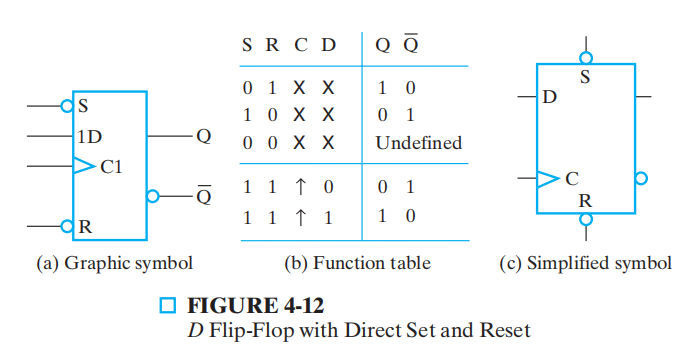 S
1D
C1
R
Q
Q̅
(a) Graphic symbol
S R C D Q Q̅
0 1 X X 1 0
1 0 X X 0 1
0 0 X X Undefined
1 1 ↑ 0 0 1
1 1 ↑ 1 1 0
(b) Function table
S
D
C
R
(c) Simplified symbol
FIGURE 4-12
D Flip-Flop with Direct Set and Reset